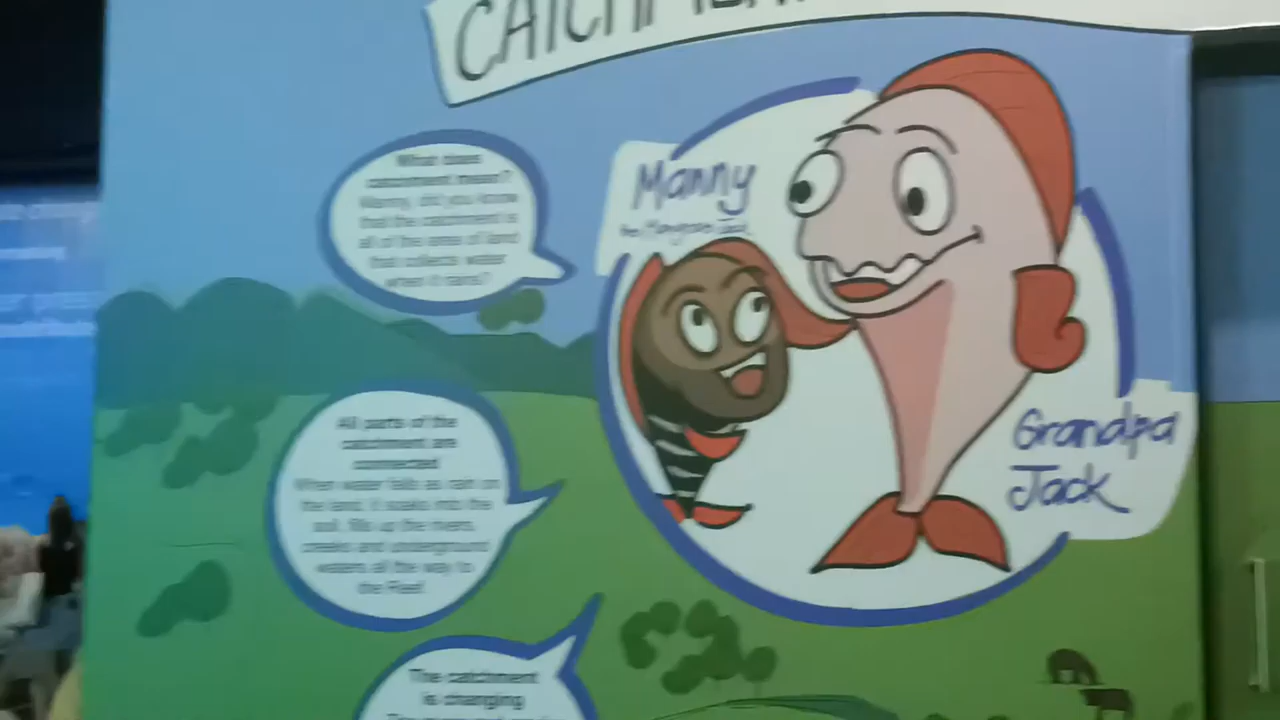 What does
catchment mean?
Manny, did you know
that the catchment is
all of the area of land
that collects water
when it rains?
Manny
the Mangrove Jack
Grandpa
Jack
All parts of the
catchment are
connected
When water falls as rain on
the land, it soaks into the
soil, fills up the rivers,
creeks and underground
waters all the way to
the Reef.
The catchment
is changing